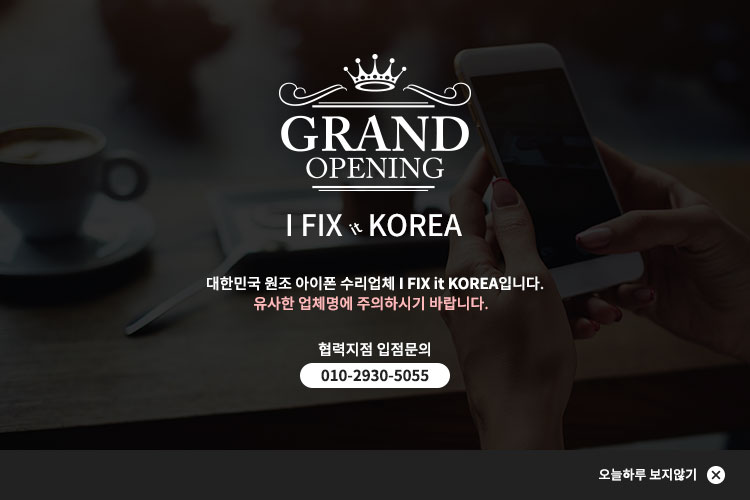 GRAND
OPENING
I FIX it KOREA
대한민국 원조 아이폰 수리업체 I FIX it KOREA입니다.
유사한 업체명에 주의하시기 바랍니다.
협력지점 입점문의
010-2930-5055
오늘하루 보지않기